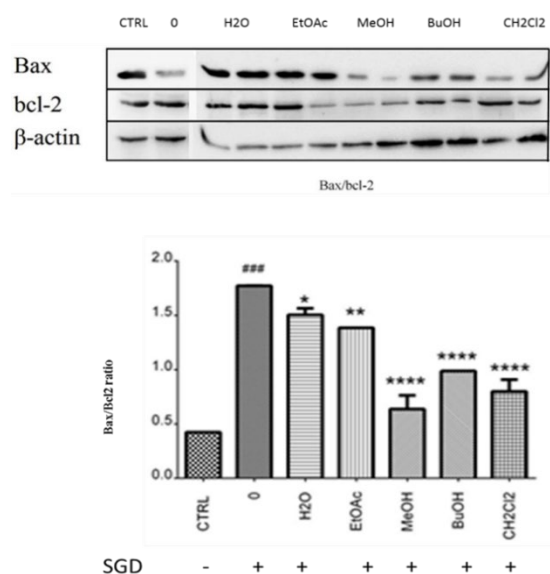 CTRL 0 H2O EtOAc MeOH BuOH CH2Cl2
Bax
bcl-2
β-actin
Bax/bcl-2
2.0
1.5
1.0
0.5
0.0
Bax/Bcl2 ratio
###
*
**
****
****
****
CTRL
0
H2O
EtOAc
MeOH
BuOH
CH2Cl2
SGD - + + + + + +